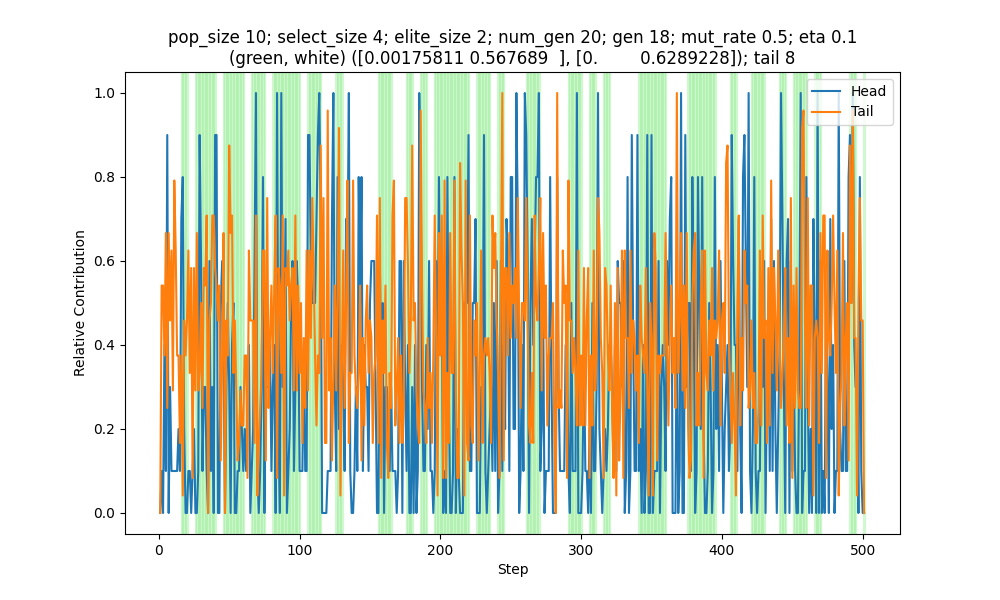 pop_size 10; select_size 4; elite_size 2; num_gen 20; gen 18; mut_rate 0.5; eta 0.1
(green, white) ([0.00175811 0.567689  ], [0.        0.6289228]); tail 8
Head
Tail
1.0
0.8
0.6
0.4
0.2
0.0
Relative Contribution
0
100
200
300
400
500
Step